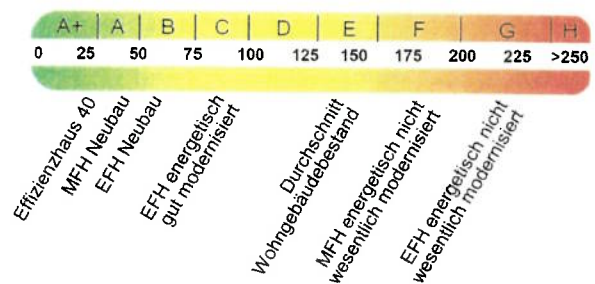 A+ A B C D E F G H
0 25 50 75 100 125 150 175 200 225 >250
Effizienzhaus 40
MFH Neubau
EFH Neubau
EFH energetisch
gut modernisiert
Durchschnitt
Wohngebäudebestand
MFH energetisch nicht
wesentlich modernisiert
EFH energetisch nicht
wesentlich modernisiert